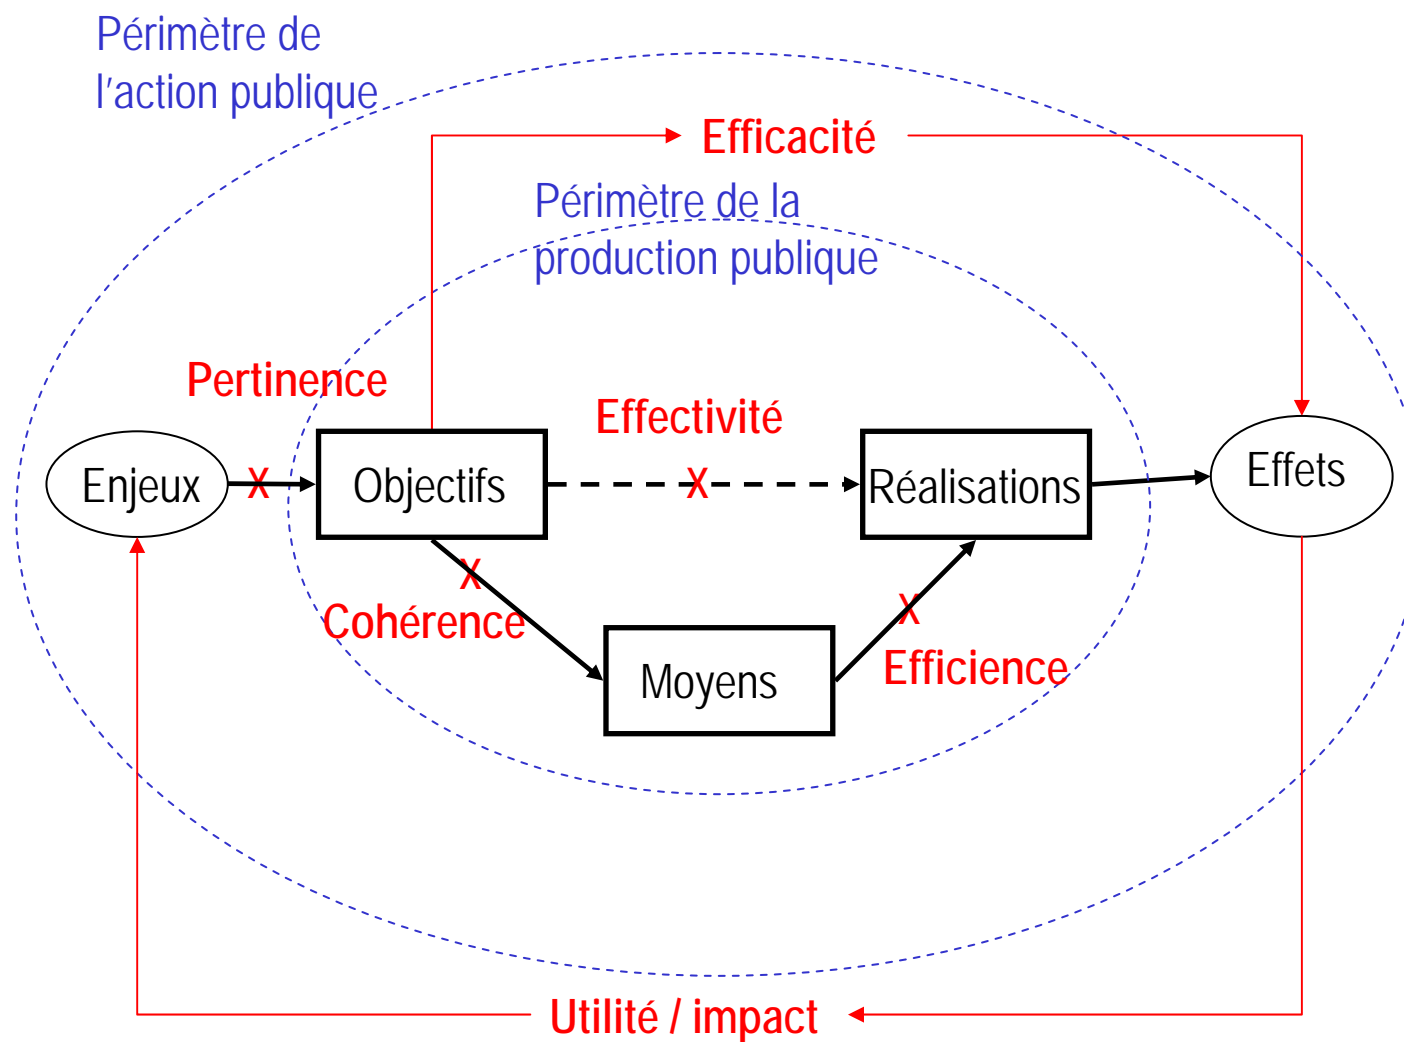 Périmètre de
l’action publique
Efficacité
Périmètre de la
production publique
Pertinence
Effectivité
Enjeux
X
Objectifs
X
Réalisations
Effets
X
Cohérence
X
Moyens
Efficience
Utilité / impact